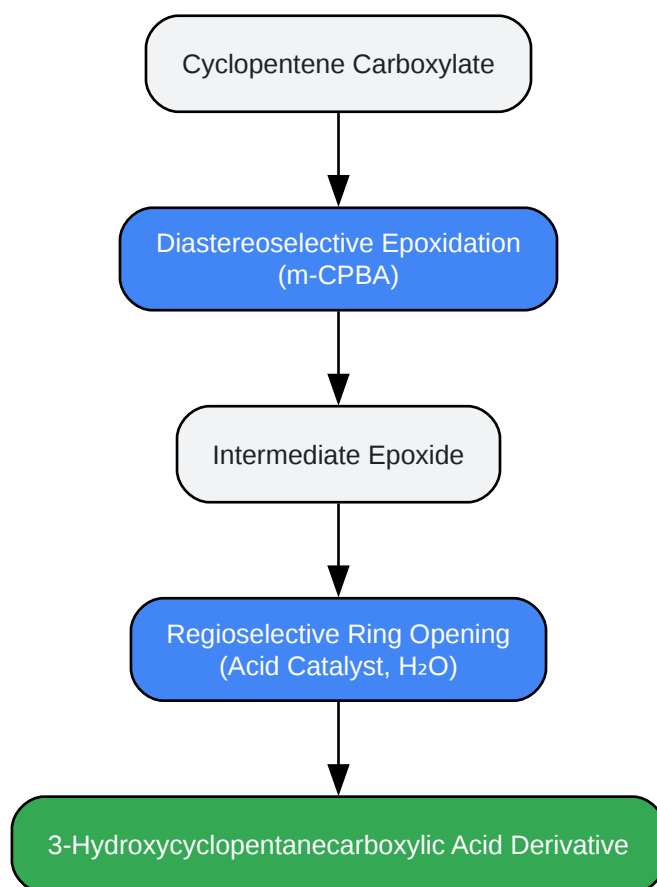 Cyclopentene Carboxylate
Diastereoselective Epoxidation
(m-CPBA)
Intermediate Epoxide
Regioselective Ring Opening
(Acid Catalyst, H₂O)
3-Hydroxycyclopentanecarboxylic Acid Derivative